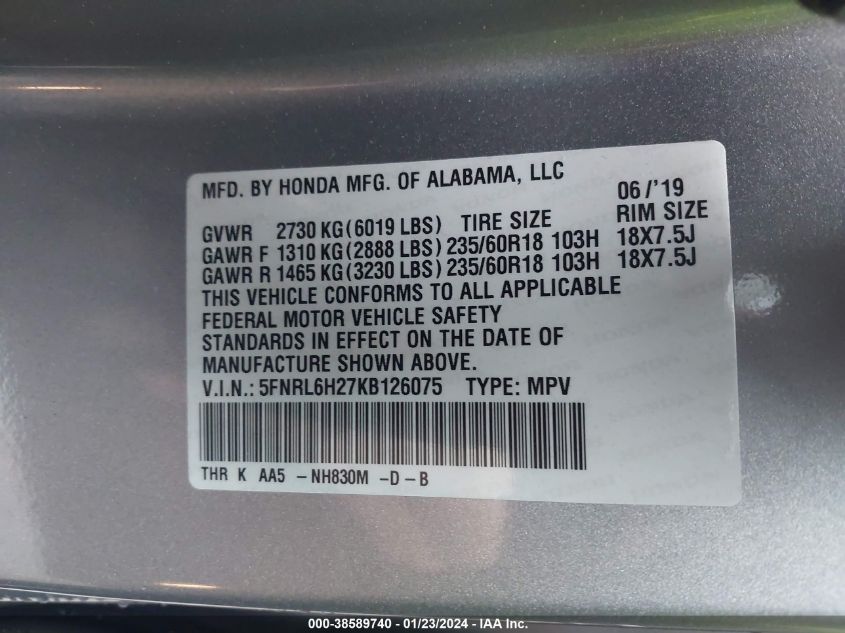 MFD. BY HONDA MFG. OF ALABAMA, LLC
06/'19
GVWR 2730 KG(6019 LBS) TIRE SIZE RIM SIZE
GAWR F 1310 KG(2888 LBS) 235/60R18 103H 18X7.5J
GAWR R 1465 KG(3230 LBS) 235/60R18 103H 18X7.5J
THIS VEHICLE CONFORMS TO ALL APPLICABLE
FEDERAL MOTOR VEHICLE SAFETY
STANDARDS IN EFFECT ON THE DATE OF
MANUFACTURE SHOWN ABOVE.
V.I.N.: 5FNRL6H27KB126075 TYPE: MPV
THR K AA5 -NH830M -D-B
000-38589740 - 01/23/2024 - IAA Inc.